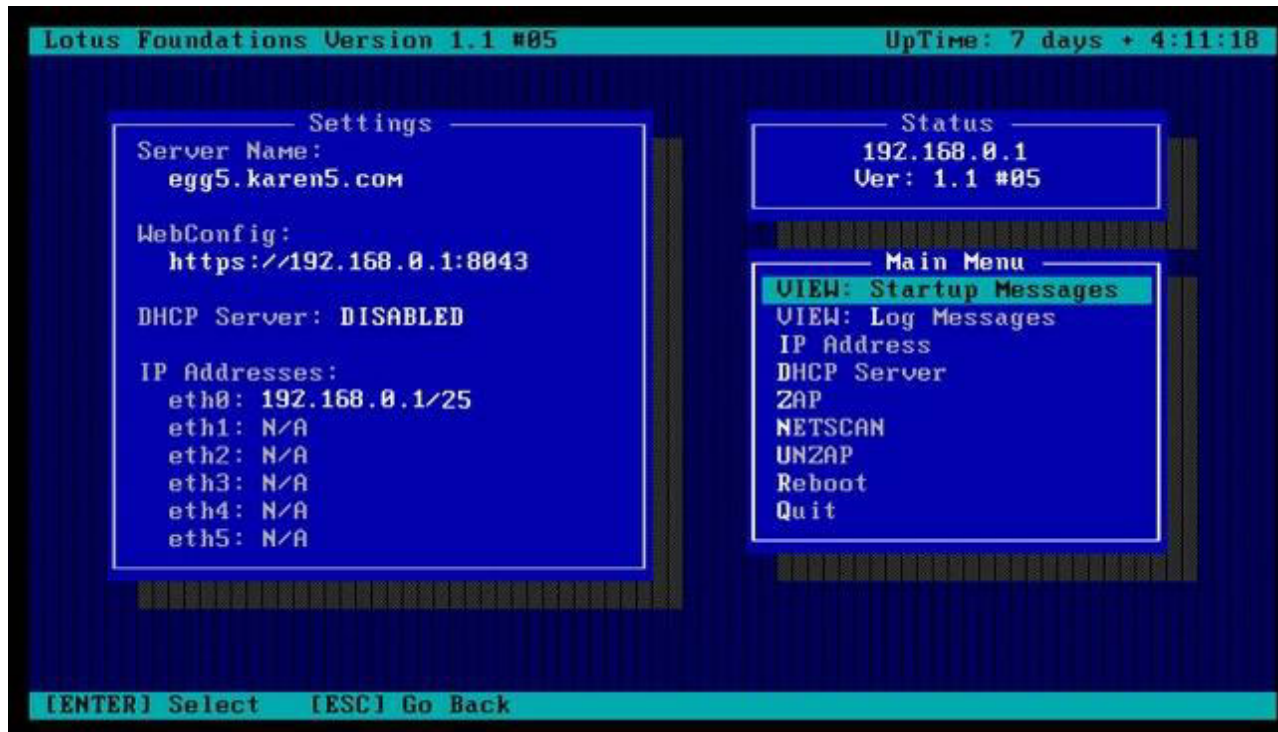 Lotus Foundations Version 1.1 #05 UpTime: 7 days + 4:11:18
Settings
Server Name:
egg5.karen5.com
WebConfig:
https://192.168.0.1:8043
DHCP Server: DISABLED
IP Addresses:
eth0: 192.168.0.1/25
eth1: N/A
eth2: N/A
eth3: N/A
eth4: N/A
eth5: N/A
Status
192.168.0.1
Ver: 1.1 #05
Main Menu
VIEW: Startup Messages
VIEW: Log Messages
IP Address
DHCP Server
ZAP
NETSCAN
UNZAP
Reboot
Quit
[ENTER] Select [ESC] Go Back